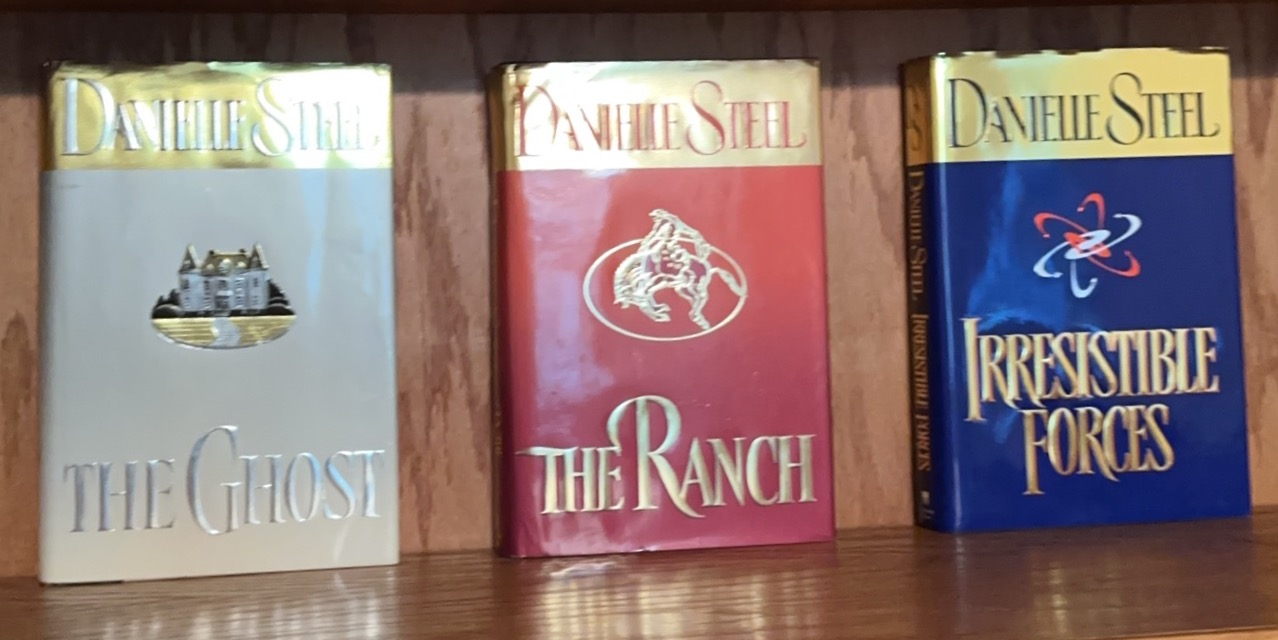 DANIELLE STEEL
THE GHOST
DANIELLE STEEL
THE RANCH
DANIELLE STEEL
IRRESISTIBLE
FORCES
DANIELLE STEEL IRRESISTIBLE FORCES